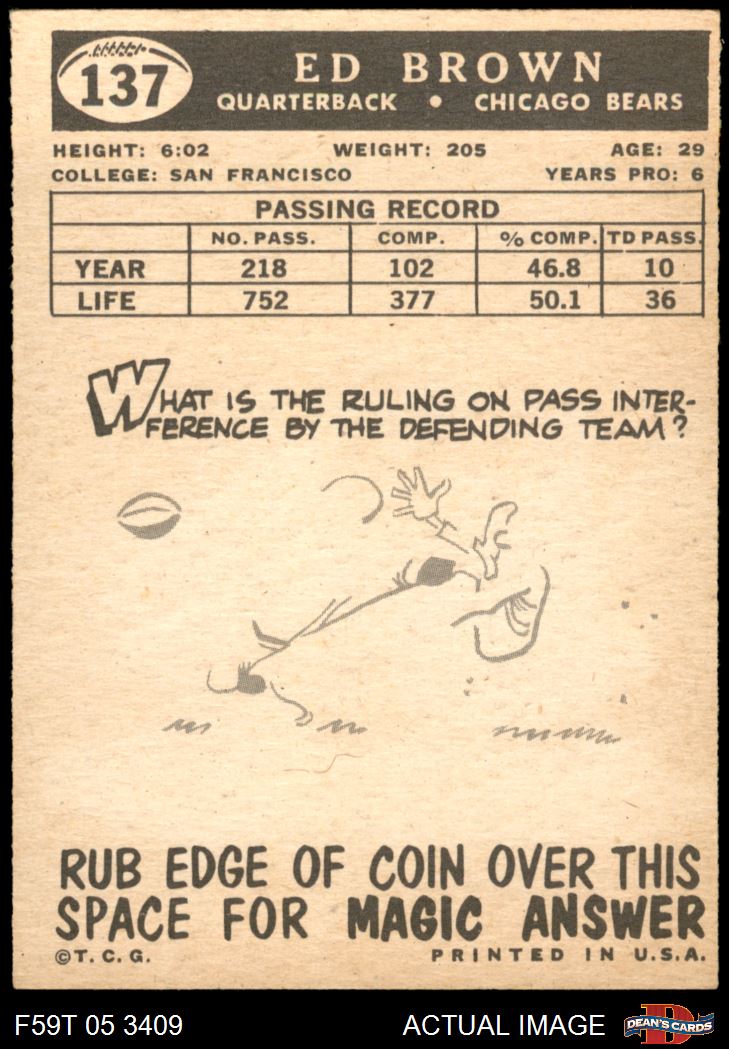 137
ED BROWN
QUARTERBACK • CHICAGO BEARS
HEIGHT: 6:02 WEIGHT: 205 AGE: 29
COLLEGE: SAN FRANCISCO YEARS PRO: 6
PASSING RECORD
NO. PASS. COMP. % COMP. TD PASS.
YEAR 218 102 46.8 10
LIFE 752 377 50.1 36
WHAT IS THE RULING ON PASS INTER-
FERENCE BY THE DEFENDING TEAM?
RUB EDGE OF COIN OVER THIS
SPACE FOR MAGIC ANSWER
©T.C.G. PRINTED IN U.S.A.
F59T 05 3409 ACTUAL IMAGE DEAN'S CARDS